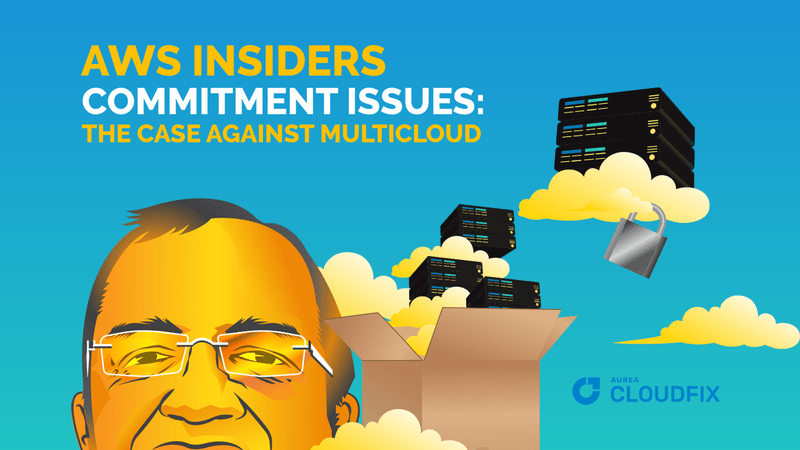 AWS INSIDERS
COMMITMENT ISSUES:
THE CASE AGAINST MULTICLOUD
AUREA
CLOUDFIX